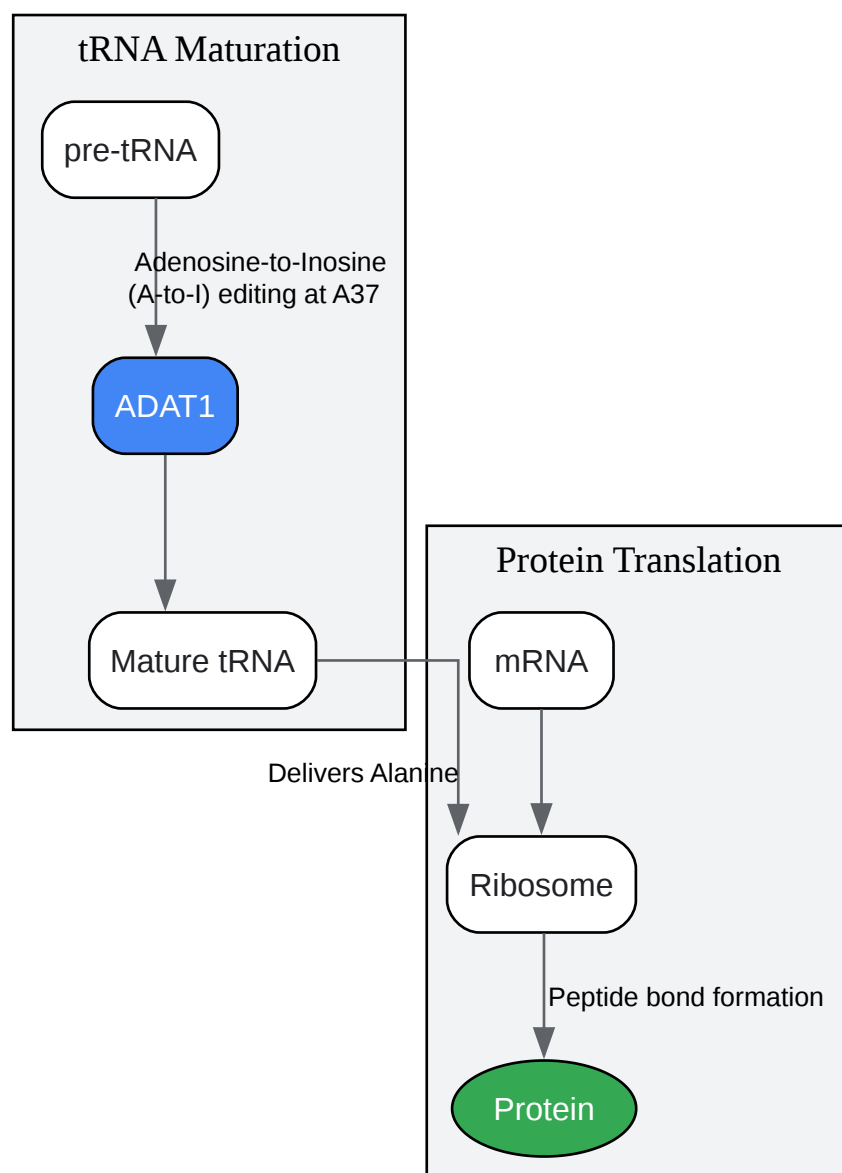 tRNA Maturation
pre-tRNA
Adenosine-to-Inosine
(A-to-I) editing at A37
ADAT1
Mature tRNA
Protein Translation
mRNA
Delivers Alanine
Ribosome
Peptide bond formation
Protein